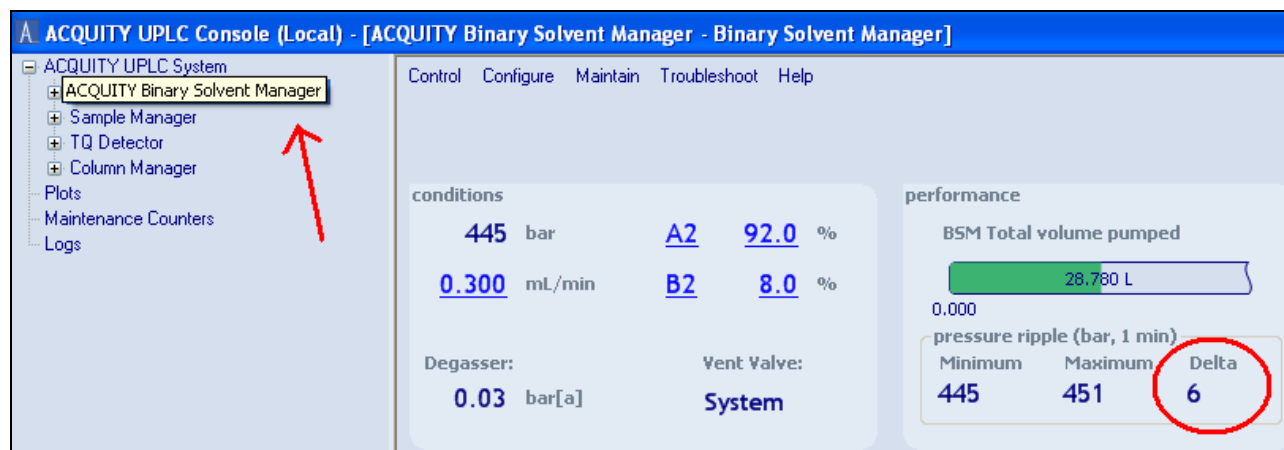 ACQUITY UPLC Console (Local) - [ACQUITY Binary Solvent Manager - Binary Solvent Manager]
ACQUITY UPLC System
ACQUITY Binary Solvent Manager
Sample Manager
TQ Detector
Column Manager
Plots
Maintenance Counters
Logs
Control Configure Maintain Troubleshoot Help
conditions
445 bar A2 92.0 %
0.300 mL/min B2 8.0 %
Degasser: Vent Valve:
0.03 bar[a] System
performance
BSM Total volume pumped
28.780 L
0.000
pressure ripple (bar, 1 min)
Minimum Maximum Delta
445 451 6